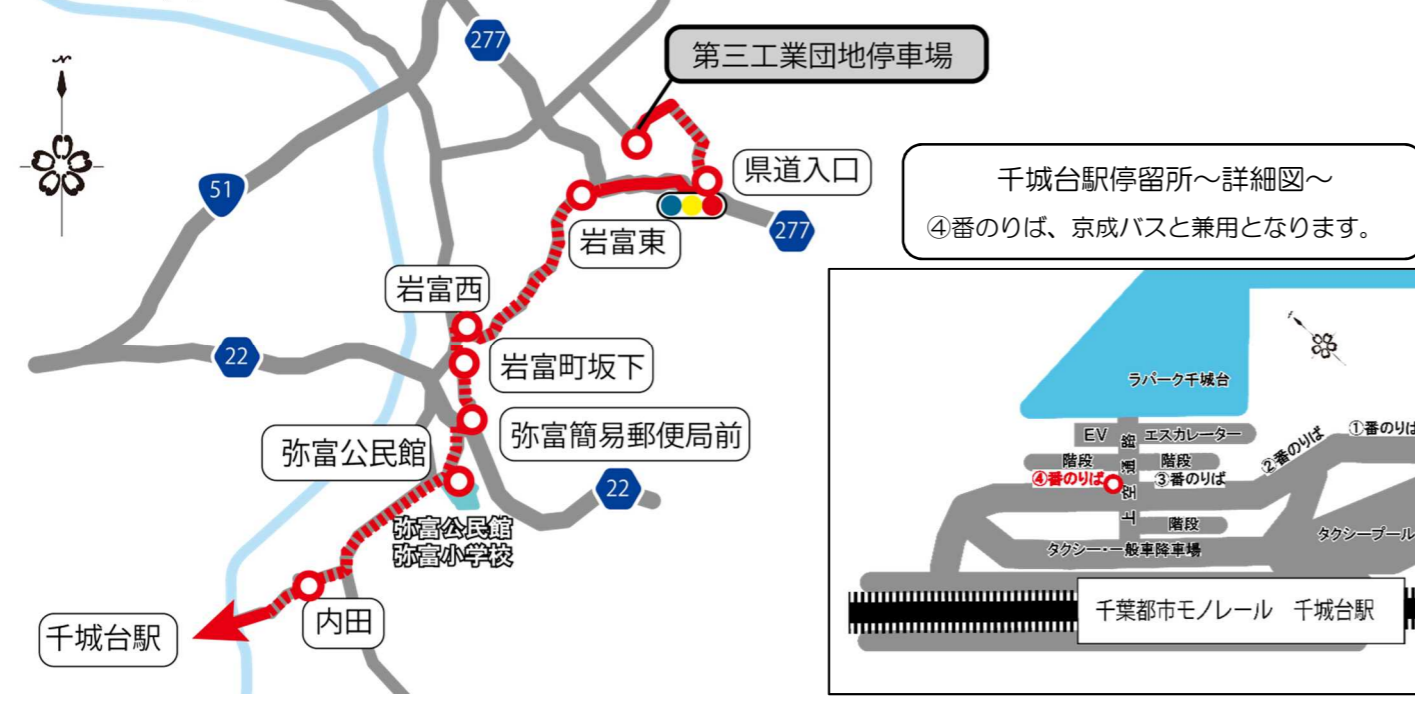 N
277
第三工業団地停車場
県道入口
51
岩富東
277
岩富西
22
岩富町坂下
弥富簡易郵便局前
弥富公民館
22
弥富公民館
弥富小学校
内田
千城台駅
千城台駅停留所~詳細図~
④番のりば、京成バスと兼用となります。
ラパーク千城台
EV
エスカレーター
上空通路
階段
階段
④番のりば
③番のりば
②番のりば
①番のりば
階段
タクシー・一般車降車場
タクシープール
千葉都市モノレール 千城台駅